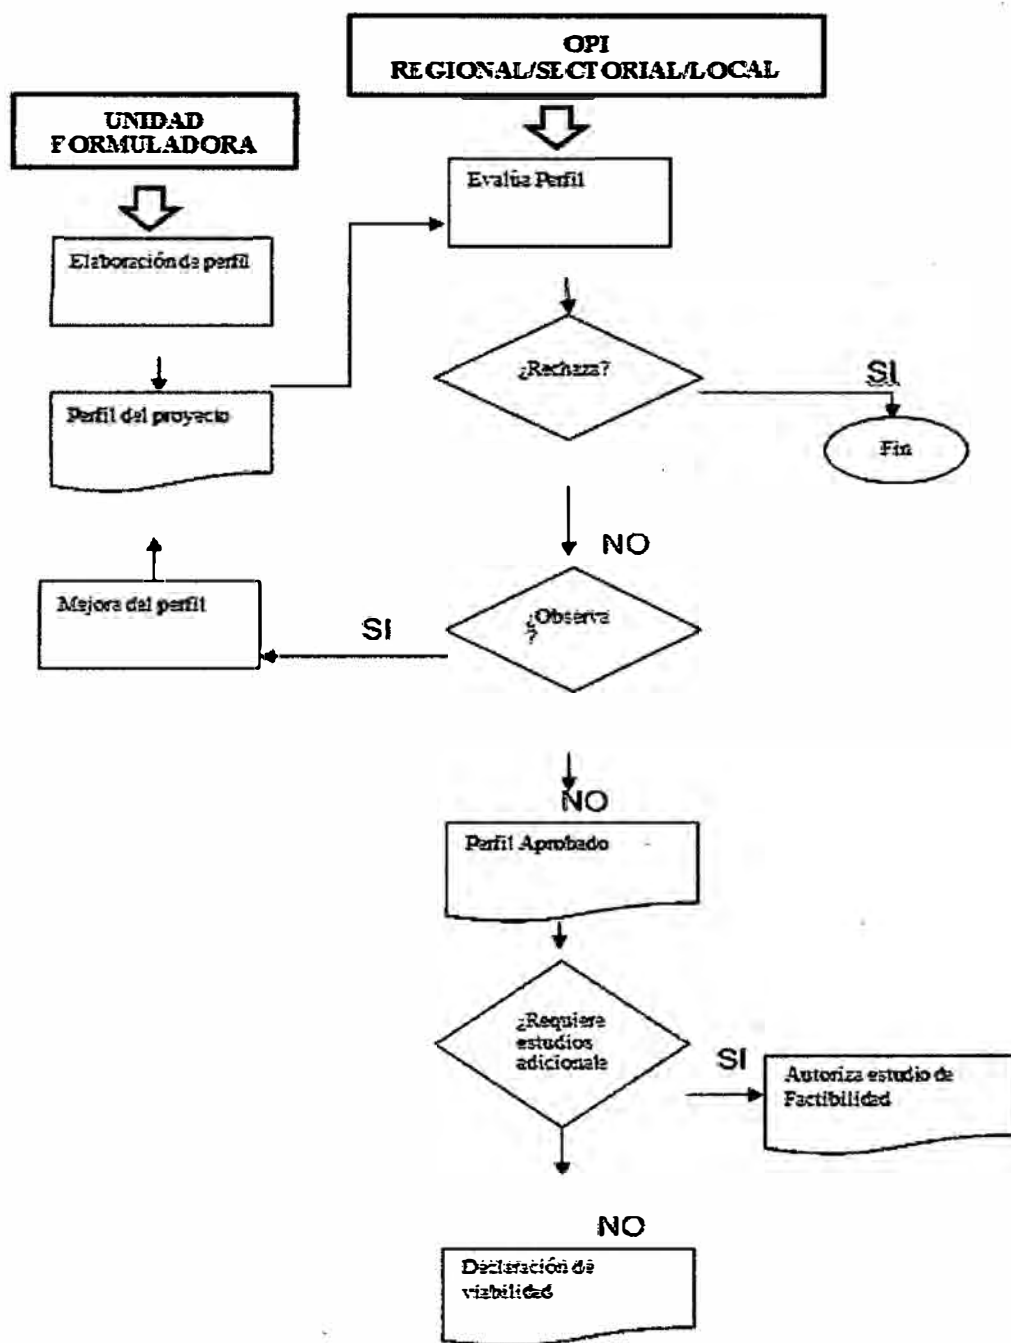 OPI
REGIONAL/SECTORIAL/LOCAL
UNIDAD
FORMULADORA
Evalúa Perfil
Elaboración de perfil
¿Rechaza?
SI
Perfil del proyecto
Fin
NO
Mejora del perfil
SI
¿Observa
?
NO
Perfil Aprobado
¿Requiere
estudios
adicionale
SI
Autoriza estudio de
Factibilidad
NO
Declaración de
viabilidad